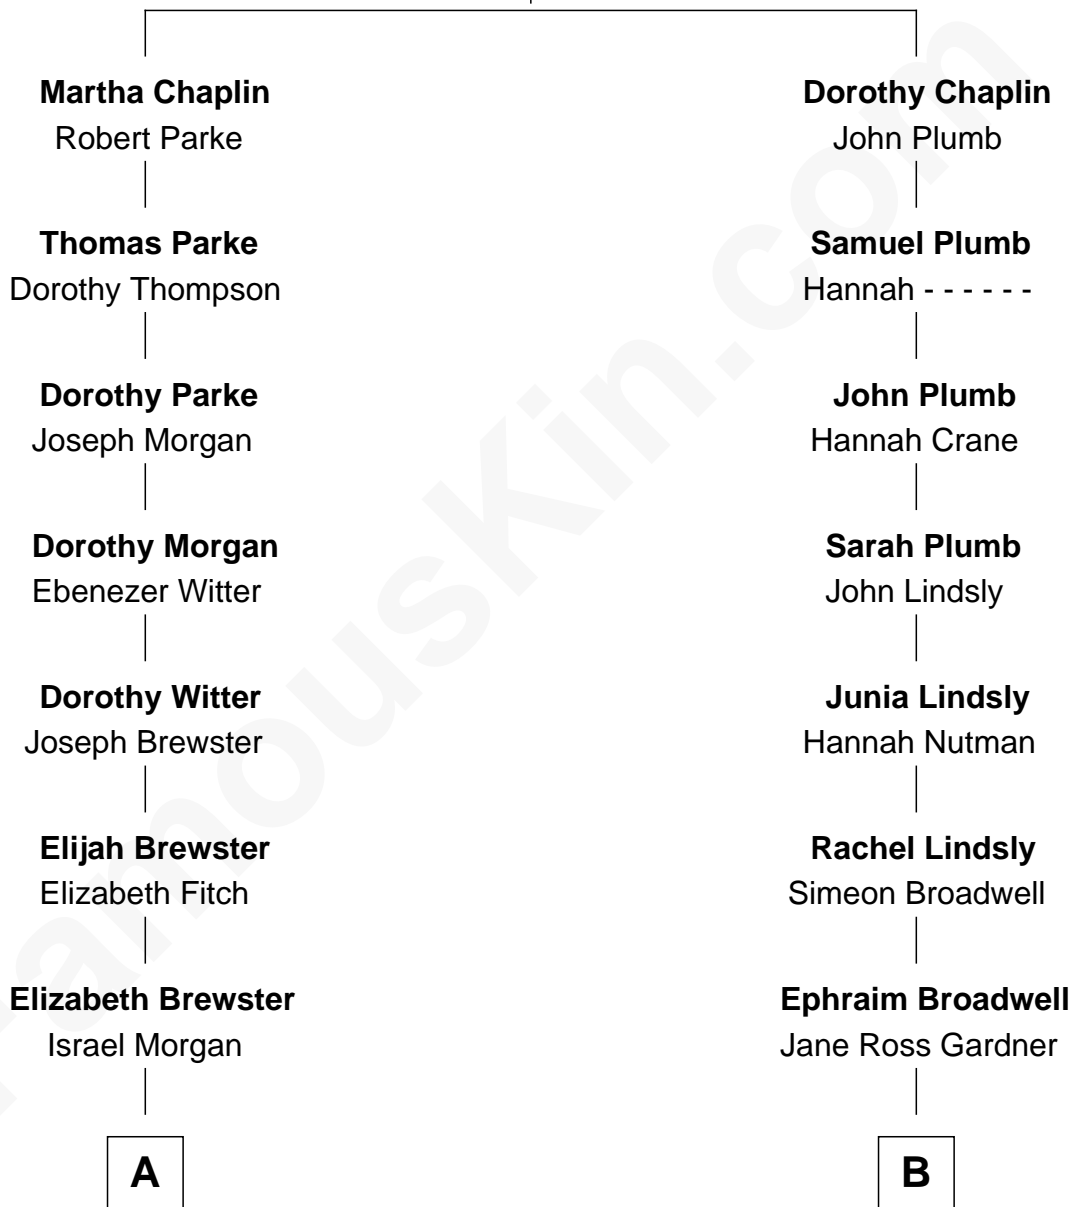 Martha Chaplin
Robert Parke
Thomas Parke
Dorothy Thompson
Dorothy Parke
Joseph Morgan
Dorothy Morgan
Ebenezer Witter
Dorothy Witter
Joseph Brewster
Elijah Brewster
Elizabeth Fitch
Elizabeth Brewster
Israel Morgan
A
Dorothy Chaplin
John Plumb
Samuel Plumb
Hannah - - - - - -
John Plumb
Hannah Crane
Sarah Plumb
John Lindsly
Junia Lindsly
Hannah Nutman
Rachel Lindsly
Simeon Broadwell
Ephraim Broadwell
Jane Ross Gardner
B
FamousKin.com